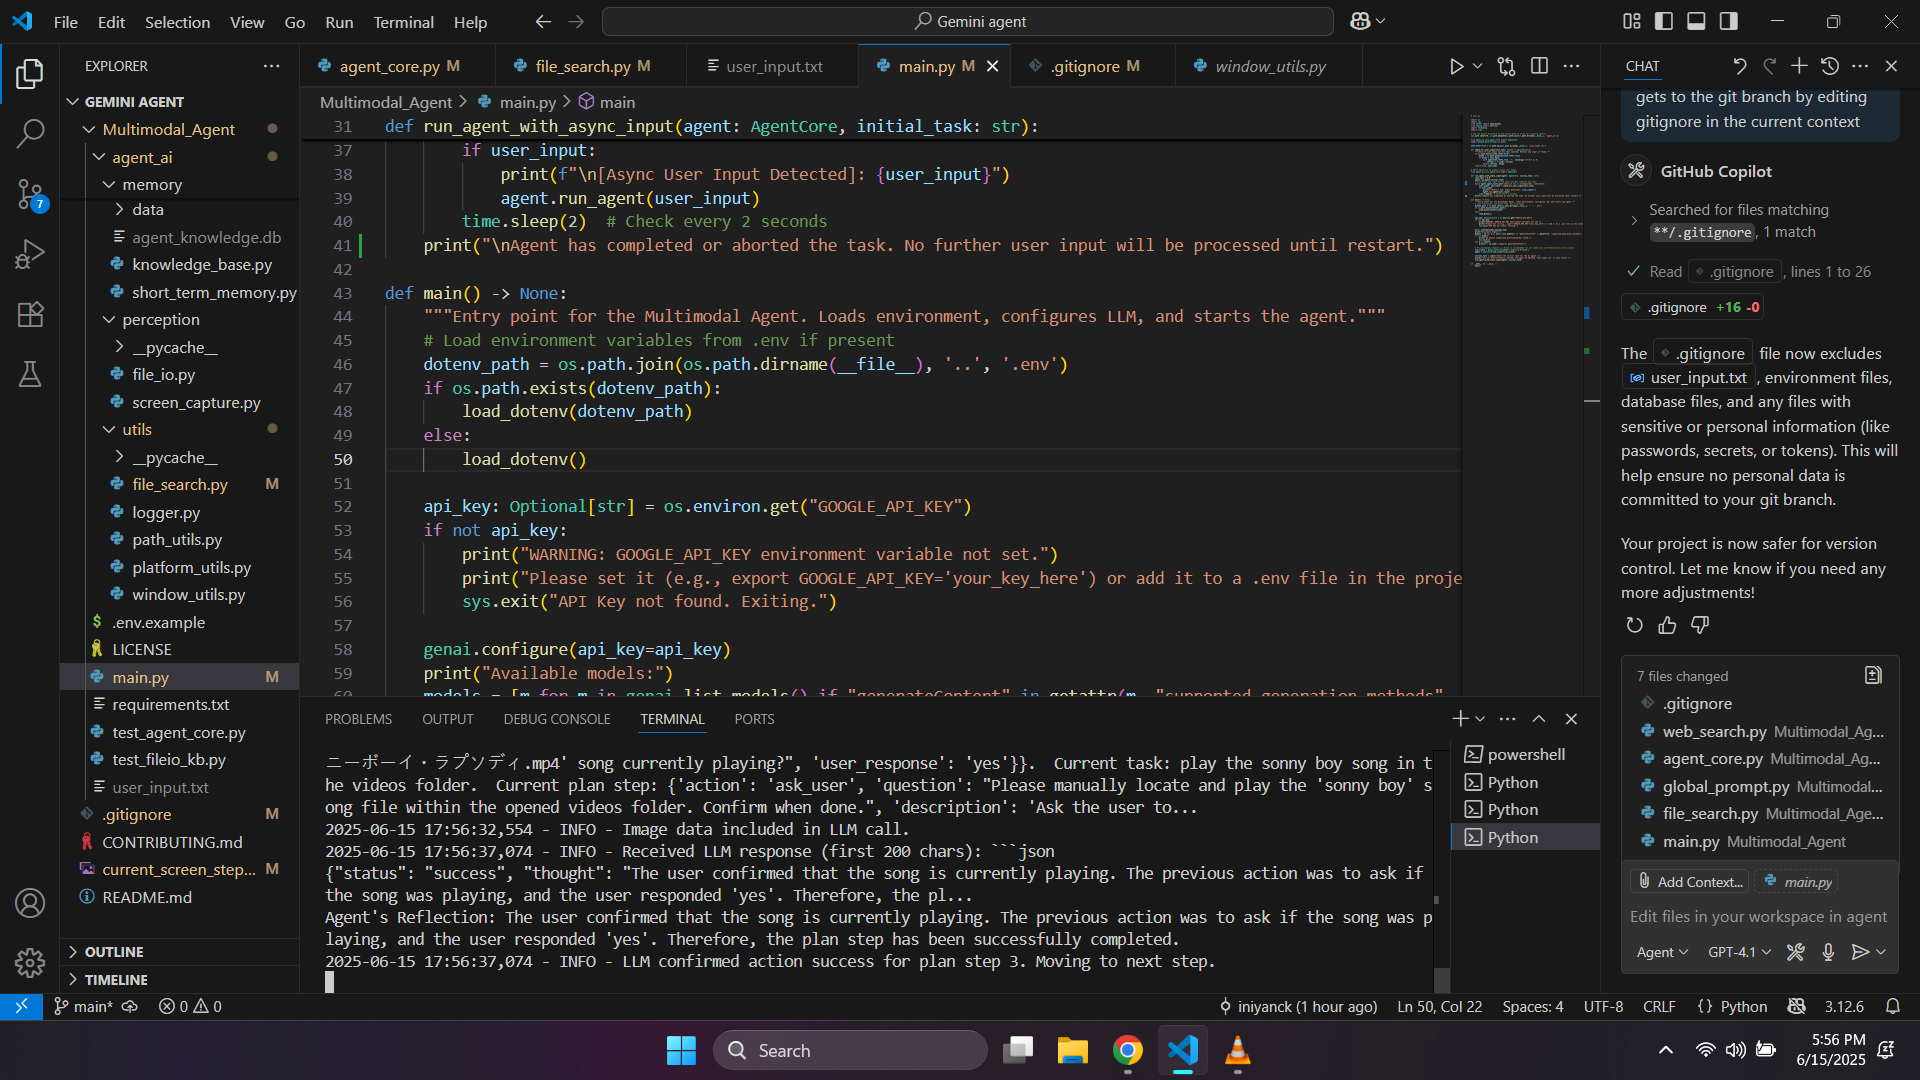 File Edit Selection View Go Run Terminal Help
Gemini agent
EXPLORER
GEMINI AGENT
Multimodal_Agent
agent_ai
memory
data
agent_knowledge.db
knowledge_base.py
short_term_memory.py
perception
__pycache__
file_io.py
screen_capture.py
utils
__pycache__
file_search.py M
logger.py
path_utils.py
platform_utils.py
window_utils.py
.env.example
LICENSE
main.py M
requirements.txt
test_agent_core.py
test_fileio_kb.py
user_input.txt
.gitignore M
CONTRIBUTING.md
current_screen_step... M
README.md
OUTLINE
TIMELINE
7
agent_core.py M file_search.py M user_input.txt main.py M .gitignore M window_utils.py
Multimodal_Agent > main.py > main
31 def run_agent_with_async_input(agent: AgentCore, initial_task: str):
37 if user_input:
38 print(f"\n[Async User Input Detected]: {user_input}")
39 agent.run_agent(user_input)
40 time.sleep(2)  # Check every 2 seconds
41 print("\nAgent has completed or aborted the task. No further user input will be processed until restart.")
42
43 def main() -> None:
44 """Entry point for the Multimodal Agent. Loads environment, configures LLM, and starts the agent."""
45 # Load environment variables from .env if present
46 dotenv_path = os.path.join(os.path.dirname(__file__), '..', '.env')
47 if os.path.exists(dotenv_path):
48 load_dotenv(dotenv_path)
49 else:
50 load_dotenv()
51
52 api_key: Optional[str] = os.environ.get("GOOGLE_API_KEY")
53 if not api_key:
54 print("WARNING: GOOGLE_API_KEY environment variable not set.")
55 print("Please set it (e.g., export GOOGLE_API_KEY='your_key_here') or add it to a .env file in the proje
56 sys.exit("API Key not found. Exiting.")
57
58 genai.configure(api_key=api_key)
59 print("Available models:")
60 models = [m for m in genai.list_models() if "generateContent" in getattr(m, "supported_generation_methods"
PROBLEMS OUTPUT DEBUG CONSOLE TERMINAL PORTS
ニーボーイ・ラプソディ.mp4' song currently playing?", 'user_response': 'yes'}}.  Current task: play the sonny boy song in t
he videos folder.  Current plan step: {'action': 'ask_user', 'question': "Please manually locate and play the 'sonny boy' s
ong file within the opened videos folder. Confirm when done.", 'description': 'Ask the user to...
2025-06-15 17:56:32,554 - INFO - Image data included in LLM call.
2025-06-15 17:56:37,074 - INFO - Received LLM response (first 200 chars): ```json
{"status": "success", "thought": "The user confirmed that the song is currently playing. The previous action was to ask if
the song was playing, and the user responded 'yes'. Therefore, the pl...
Agent's Reflection: The user confirmed that the song is currently playing. The previous action was to ask if the song was p
laying, and the user responded 'yes'. Therefore, the plan step has been successfully completed.
2025-06-15 17:56:37,074 - INFO - LLM confirmed action success for plan step 3. Moving to next step.
powershell
Python
Python
Python
CHAT
gets to the git branch by editing
gitignore in the current context
GitHub Copilot
Searched for files matching
**/.gitignore, 1 match
Read .gitignore, lines 1 to 26
.gitignore +16 -0
The .gitignore file now excludes
user_input.txt, environment files,
database files, and any files with
sensitive or personal information (like
passwords, secrets, or tokens). This will
help ensure no personal data is
committed to your git branch.
Your project is now safer for version
control. Let me know if you need any
more adjustments!
7 files changed
.gitignore
web_search.py Multimodal_Ag...
agent_core.py Multimodal_Ag...
global_prompt.py Multimodal...
file_search.py Multimodal_Age...
main.py Multimodal_Agent
Add Context... main.py
Edit files in your workspace in agent
Agent GPT-4.1
main* 0 0 iniyanck (1 hour ago) Ln 50, Col 22 Spaces: 4 UTF-8 CRLF {} Python 3.12.6
Search
5:56 PM
6/15/2025